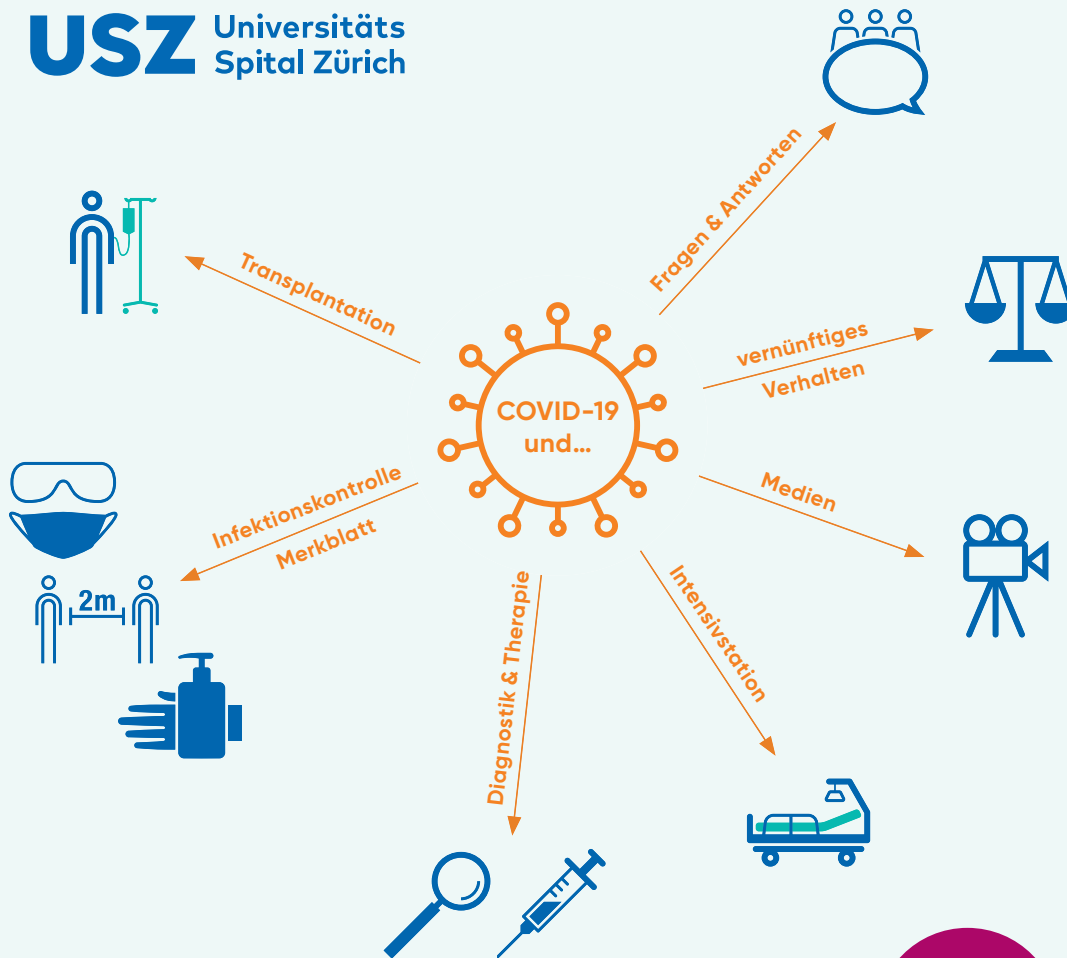 USZ Universitäts
Spital Zürich
Fragen & Antworten
Transplantation
vernünftiges
Verhalten
COVID-19
und...
Medien
Infektionskontrolle
Merkblatt
2m
Intensivstation
Diagnostik & Therapie